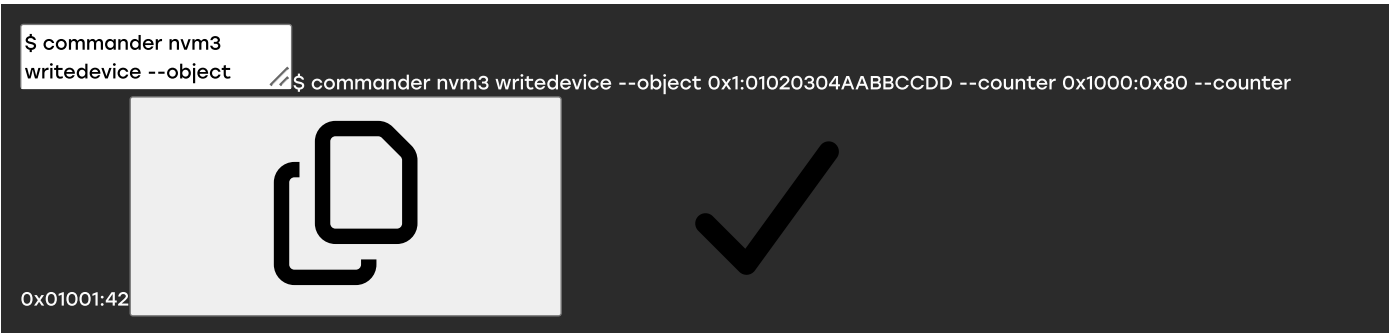 $ commander nvm3
writedevice --object
$ commander nvm3 writedevice --object 0x1:01020304AABBCCDD --counter 0x1000:0x80 --counter
0x01001:42